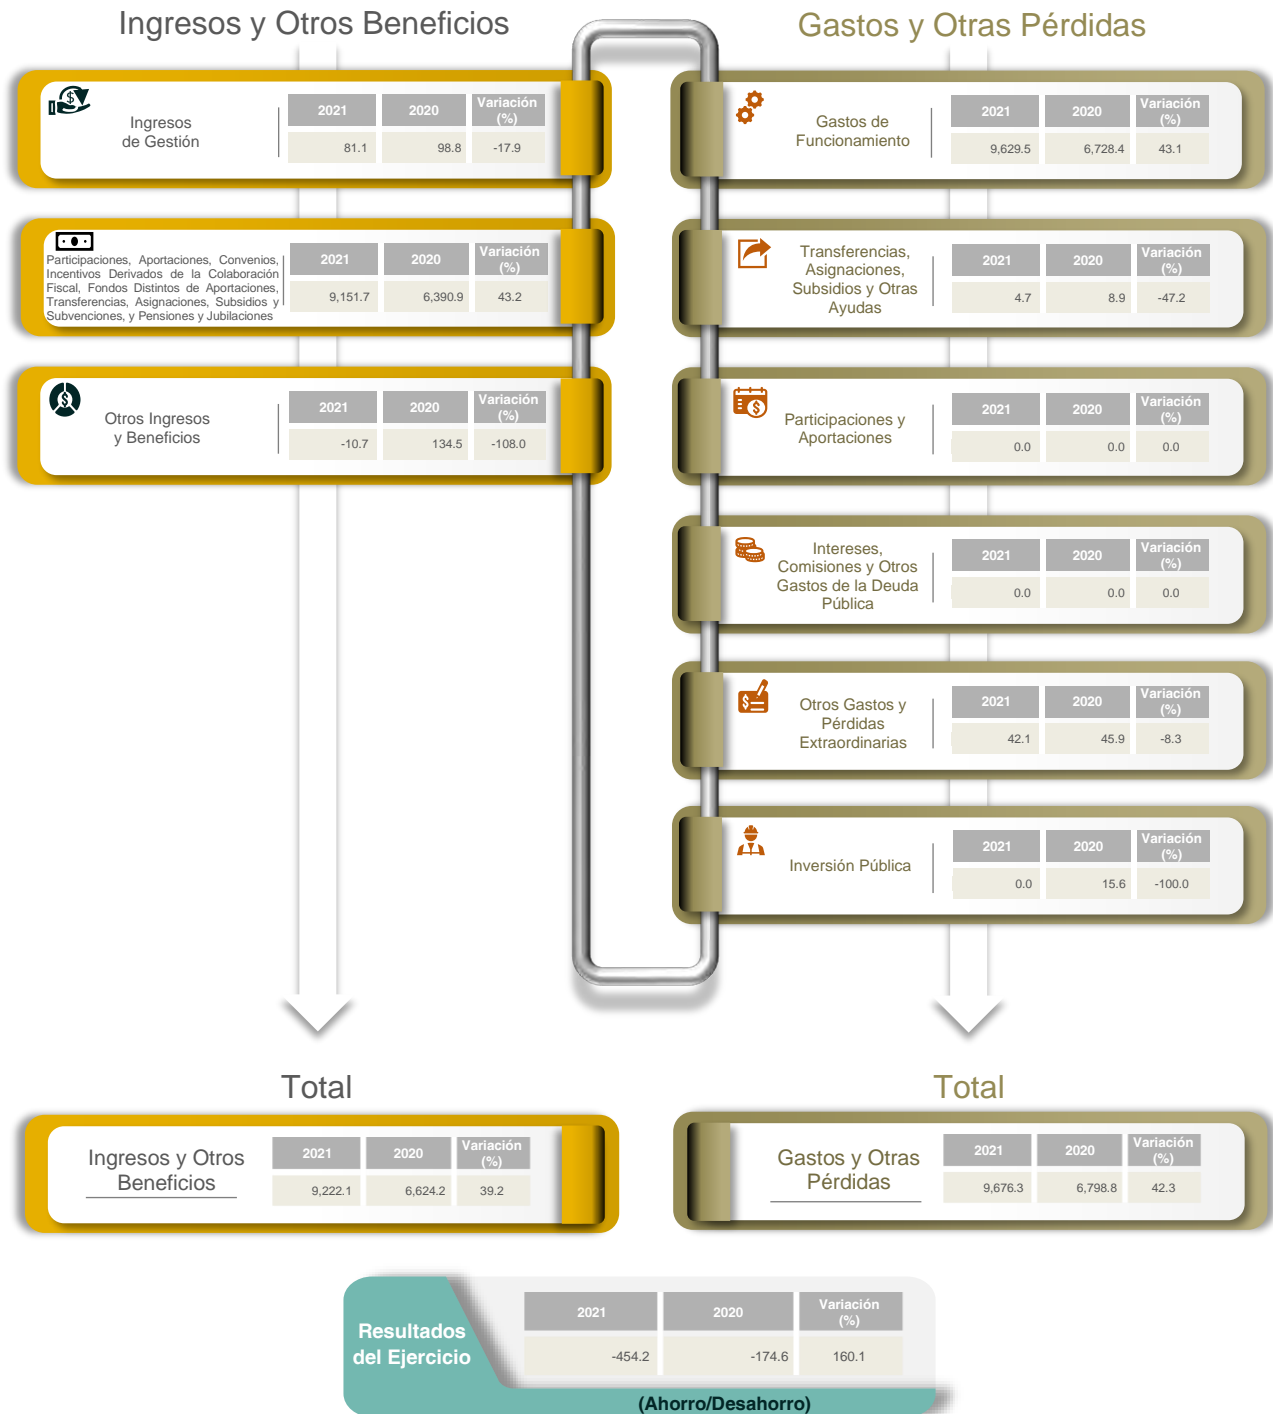 Ingresos y Otros Beneficios
Ingresos
de Gestión
2021 2020 Variación (%)
81.1 98.8 -17.9
Participaciones, Aportaciones, Convenios,
Incentivos Derivados de la Colaboración
Fiscal, Fondos Distintos de Aportaciones,
Transferencias, Asignaciones, Subsidios y
Subvenciones, y Pensiones y Jubilaciones
2021 2020 Variación (%)
9,151.7 6,390.9 43.2
Otros Ingresos
y Beneficios
2021 2020 Variación (%)
-10.7 134.5 -108.0
Gastos y Otras Pérdidas
Gastos de
Funcionamiento
2021 2020 Variación (%)
9,629.5 6,728.4 43.1
Transferencias,
Asignaciones,
Subsidios y Otras
Ayudas
2021 2020 Variación (%)
4.7 8.9 -47.2
Participaciones y
Aportaciones
2021 2020 Variación (%)
0.0 0.0 0.0
Intereses,
Comisiones y Otros
Gastos de la Deuda
Pública
2021 2020 Variación (%)
0.0 0.0 0.0
Otros Gastos y
Pérdidas
Extraordinarias
2021 2020 Variación (%)
42.1 45.9 -8.3
Inversión Pública
2021 2020 Variación (%)
0.0 15.6 -100.0
Total
Ingresos y Otros
Beneficios
2021 2020 Variación (%)
9,222.1 6,624.2 39.2
Total
Gastos y Otras
Pérdidas
2021 2020 Variación (%)
9,676.3 6,798.8 42.3
Resultados
del Ejercicio
2021 2020 Variación (%)
-454.2 -174.6 160.1
(Ahorro/Desahorro)